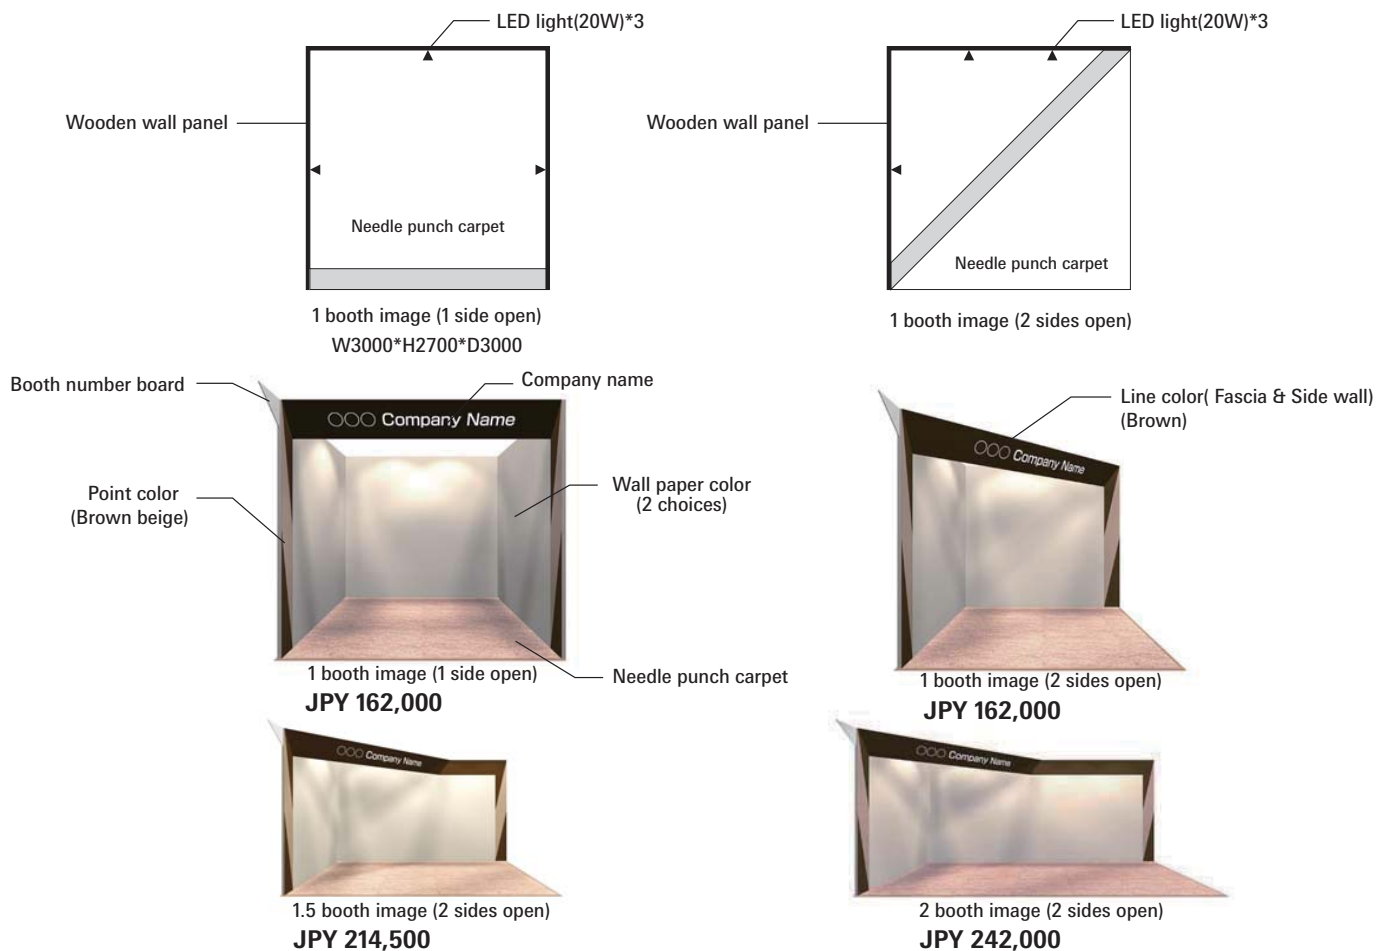 LED light(20W)*3
LED light(20W)*3
Wooden wall panel
Wooden wall panel
Needle punch carpet
Needle punch carpet
1 booth image (1 side open)
W3000*H2700*D3000
1 booth image (2 sides open)
Booth number board
Company name
○○○ Company Name
Point color
(Brown beige)
Wall paper color
(2 choices)
Needle punch carpet
1 booth image (1 side open)
JPY 162,000
Line color( Fascia & Side wall)
(Brown)
○○○ Company Name
1 booth image (2 sides open)
JPY 162,000
○○○ Company Name
1.5 booth image (2 sides open)
JPY 214,500
○○○ Company Name
2 booth image (2 sides open)
JPY 242,000